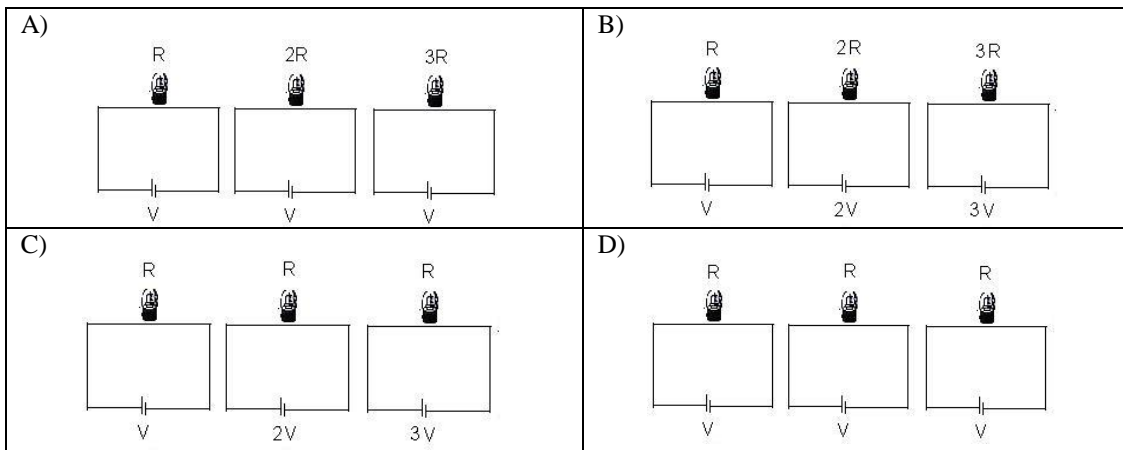 A)
R 2R 3R
V V V
B)
R 2R 3R
V 2V 3V
C)
R R R
V 2V 3V
D)
R R R
V V V